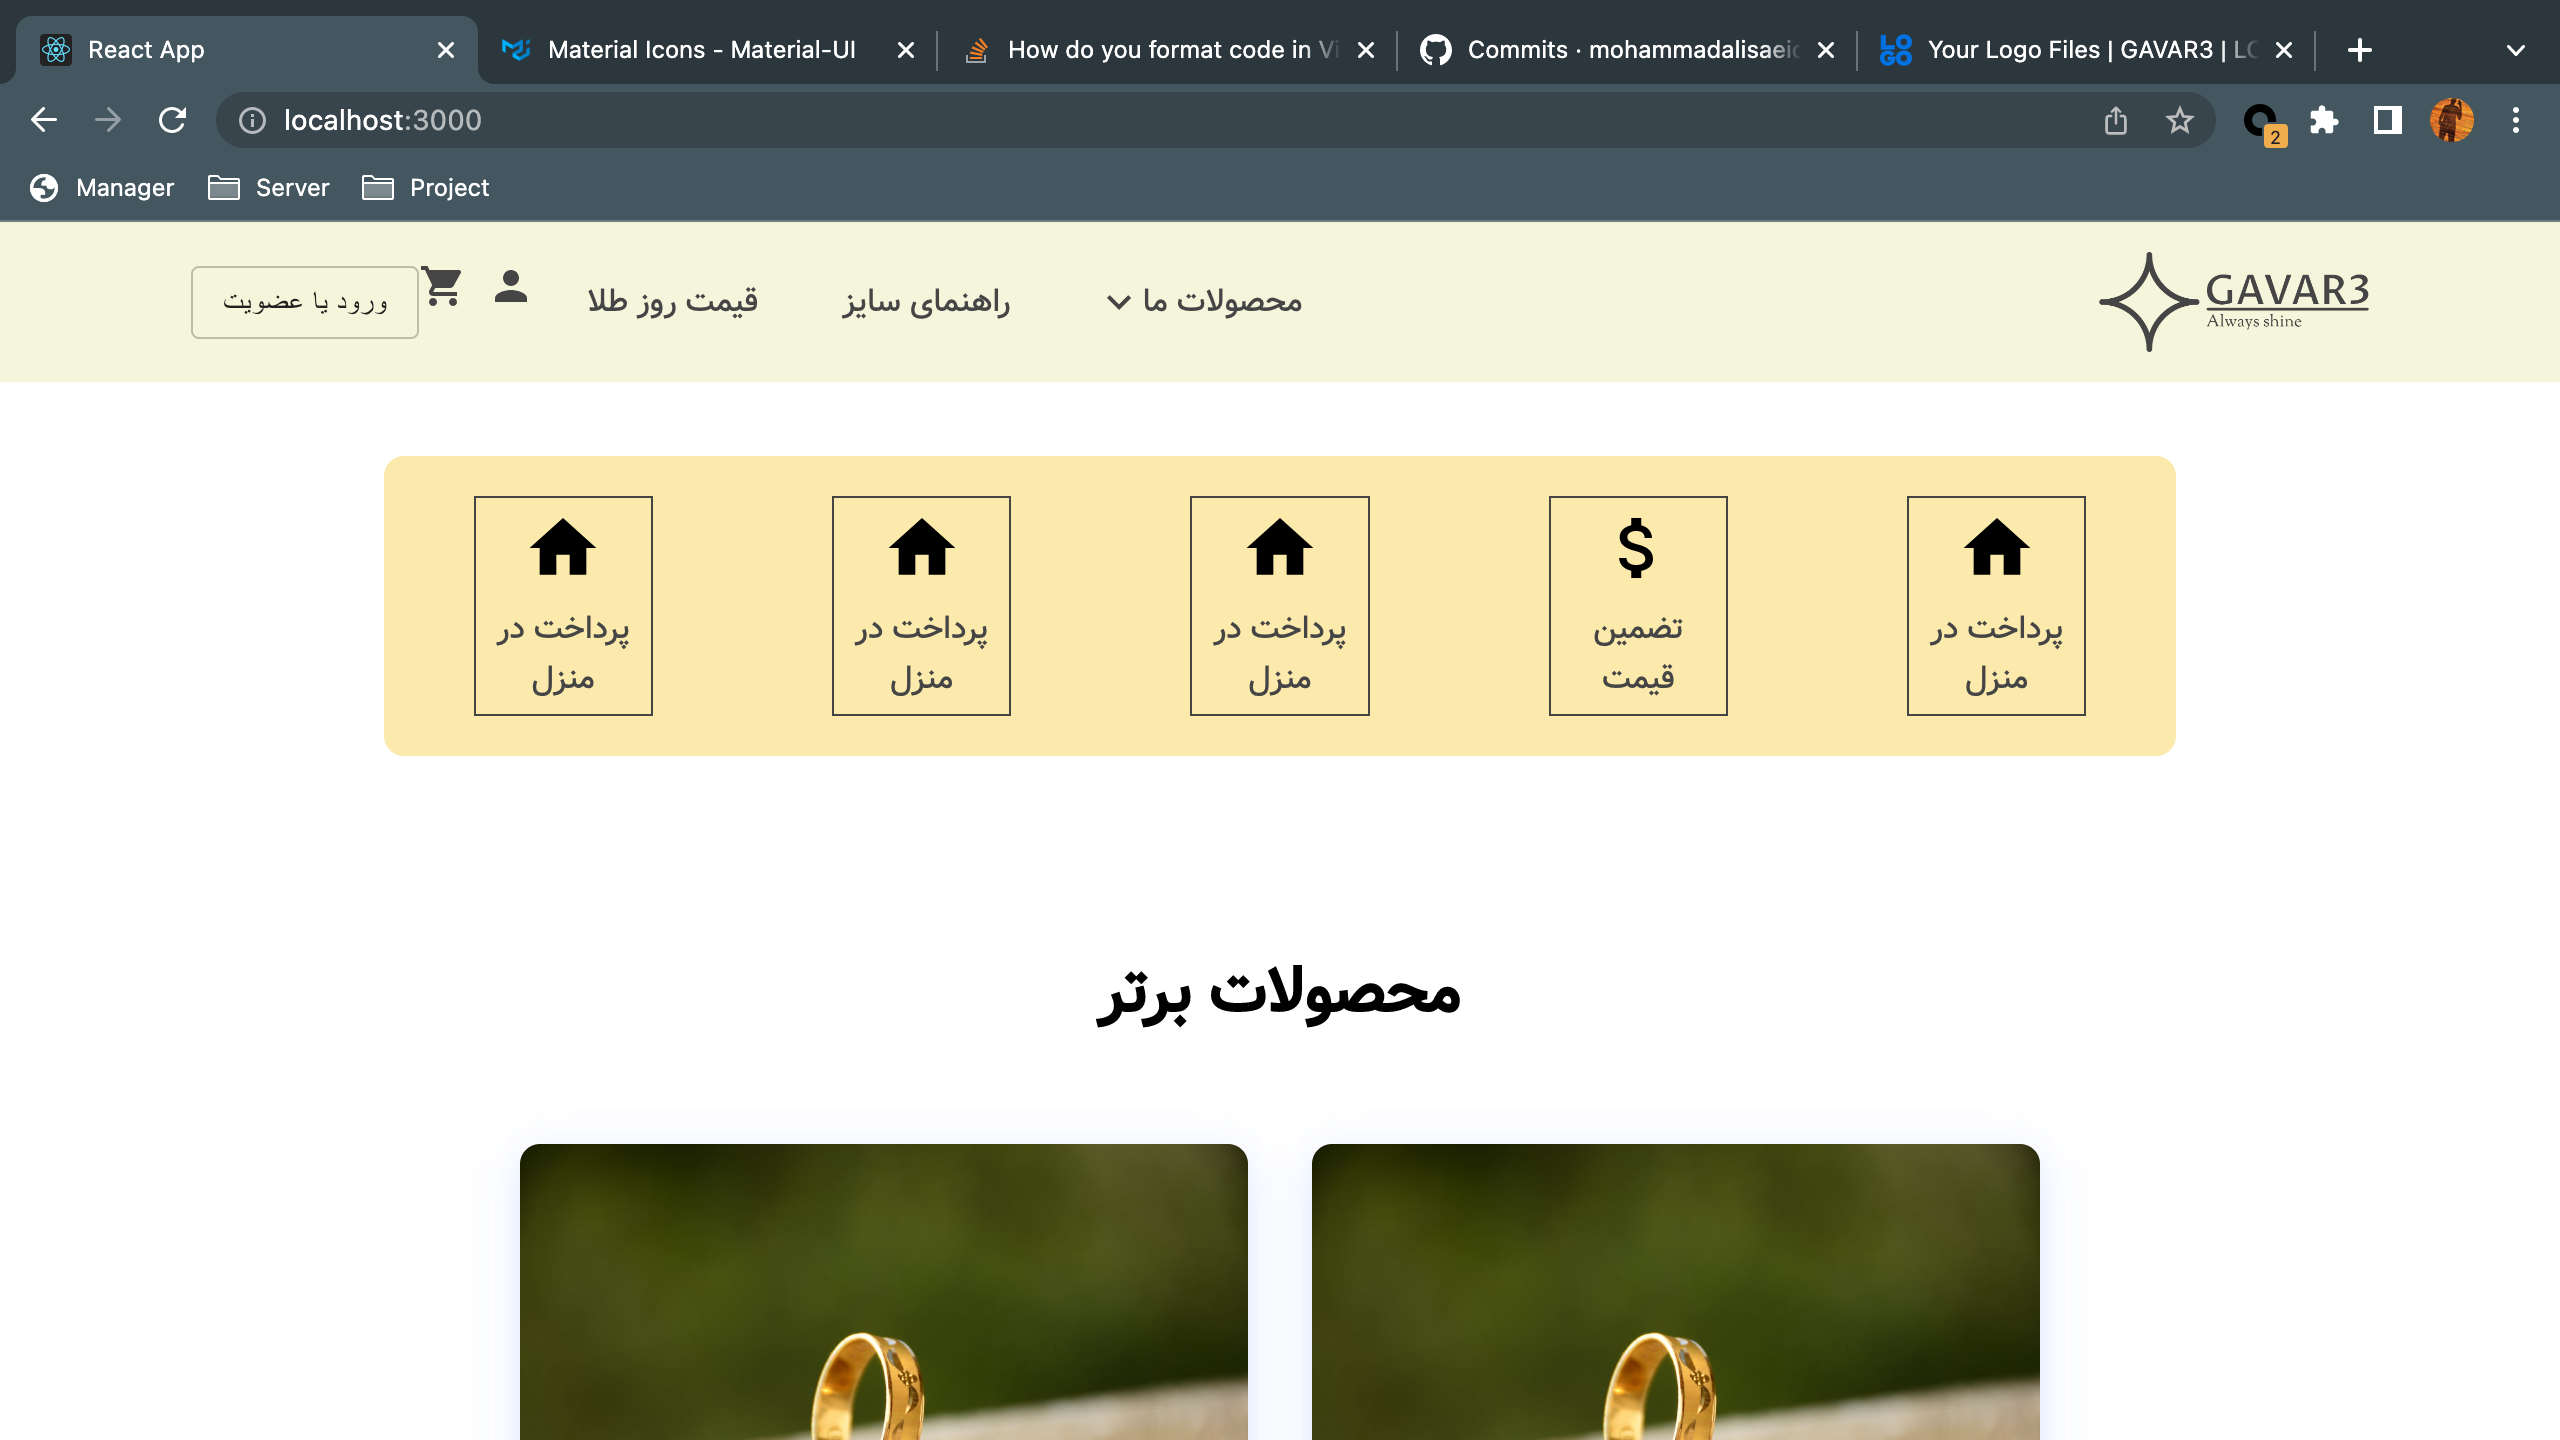 React App
Material Icons - Material-UI
How do you format code in Vi
Commits · mohammadalisaeid
Your Logo Files | GAVAR3 | LO
localhost:3000
2
Manager
Server
Project
GAVAR3
Always shine
محصولات ما
راهنمای سایز
قیمت روز طلا
ورود یا عضویت
پرداخت در
منزل
تضمین
قیمت
پرداخت در
منزل
پرداخت در
منزل
پرداخت در
منزل
محصولات برتر